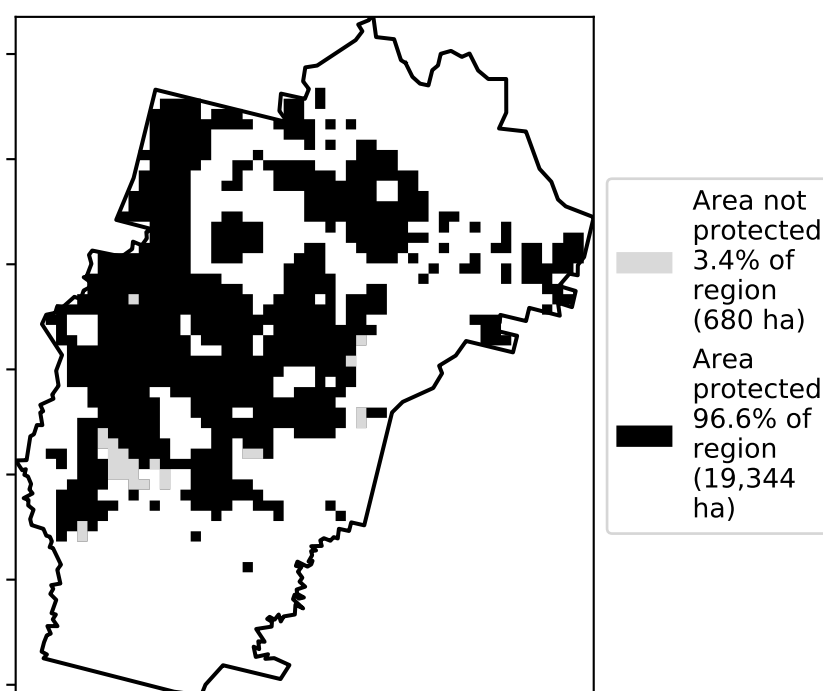 Area not
protected
3.4% of
region
(680 ha)
Area
protected
96.6% of
region
(19,344
ha)